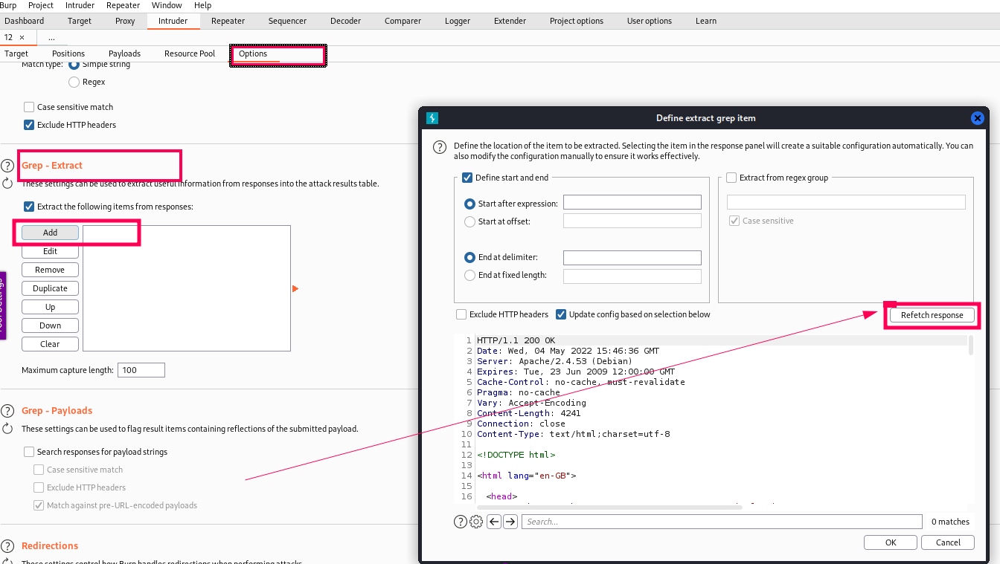 Burp Project Intruder Repeater Window Help
Dashboard Target Proxy Intruder Repeater Sequencer Decoder Comparer Logger Extender Project options User options Learn
12 × ...
Target Positions Payloads Resource Pool Options
Match type: Simple string
Regex
Case sensitive match
Exclude HTTP headers
Grep - Extract
These settings can be used to extract useful information from responses into the attack results table.
Extract the following items from responses:
Add
Edit
Remove
Duplicate
Up
Down
Clear
Maximum capture length: 100
Grep - Payloads
These settings can be used to flag result items containing reflections of the submitted payload.
Search responses for payload strings
Case sensitive match
Exclude HTTP headers
Match against pre-URL-encoded payloads
Redirections
These settings control how Burp handles redirections when performing attacks.
Define extract grep item
Define the location of the item to be extracted. Selecting the item in the response panel will create a suitable configuration automatically. You can
also modify the configuration manually to ensure it works effectively.
Define start and end
Start after expression:
Start at offset:
End at delimiter:
End at fixed length:
Extract from regex group
Case sensitive
Exclude HTTP headers Update config based on selection below
Refetch response
1 HTTP/1.1 200 OK
2 Date: Wed, 04 May 2022 15:46:36 GMT
3 Server: Apache/2.4.53 (Debian)
4 Expires: Tue, 23 Jun 2009 12:00:00 GMT
5 Cache-Control: no-cache, must-revalidate
6 Pragma: no-cache
7 Vary: Accept-Encoding
8 Content-Length: 4241
9 Connection: close
10 Content-Type: text/html;charset=utf-8
11
12 <!DOCTYPE html>
13
14 <html lang="en-GB">
15
16 <head>
Search... 0 matches
OK Cancel